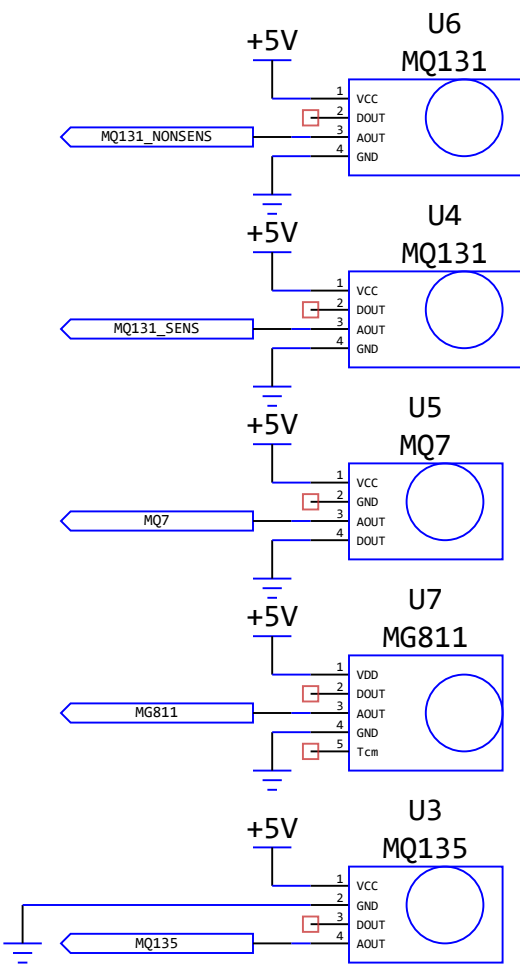 U6
MQ131
+5V
1 VCC
2 DOUT
MQ131_NONSENS 3 AOUT
4 GND
U4
MQ131
+5V
1 VCC
2 DOUT
MQ131_SENS 3 AOUT
4 GND
U5
MQ7
+5V
1 VCC
2 GND
MQ7 3 AOUT
4 DOUT
U7
MG811
+5V
1 VDD
2 DOUT
MG811 3 AOUT
4 GND
5 Tcm
U3
MQ135
+5V
1 VCC
2 GND
3 DOUT
MQ135 4 AOUT